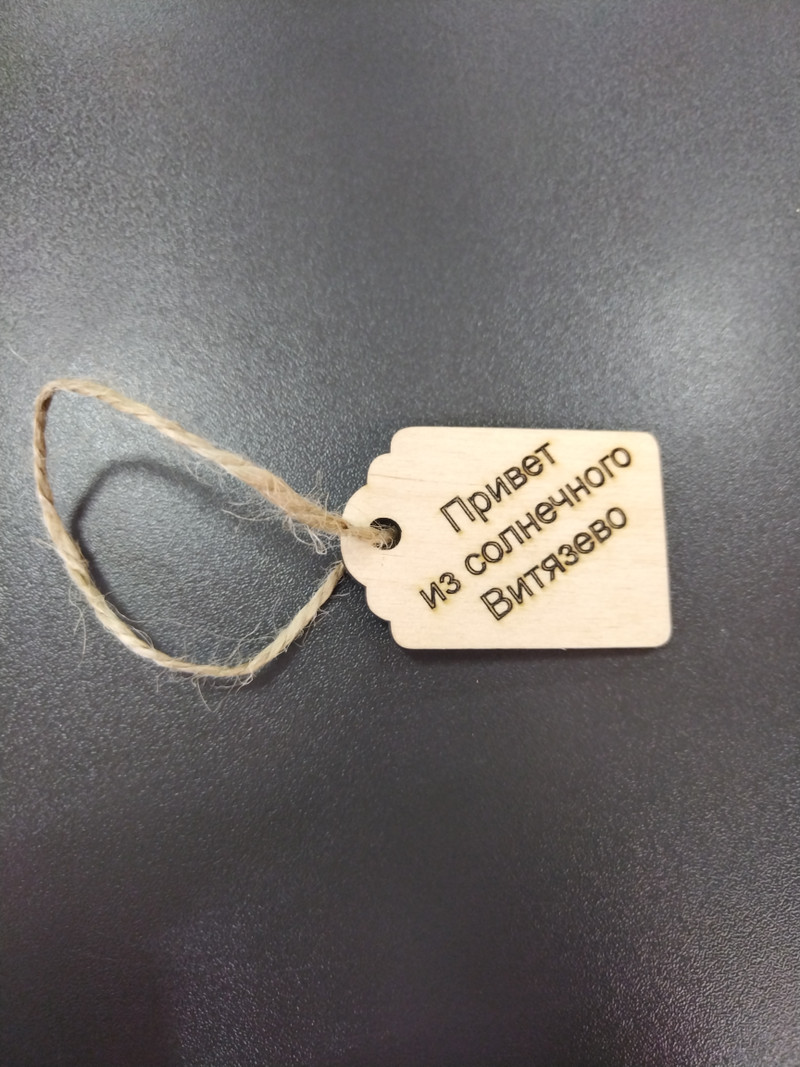 Привет
из солнечного
Витязево